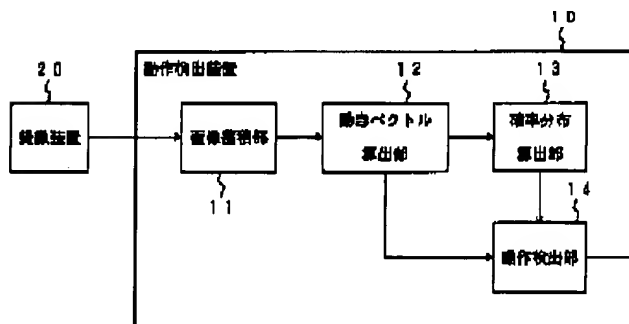 10
20
動作検出装置
12
13
撮像装置
画像蓄積部
動きベクトル
算出部
確率分布
算出部
11
14
動作検出部